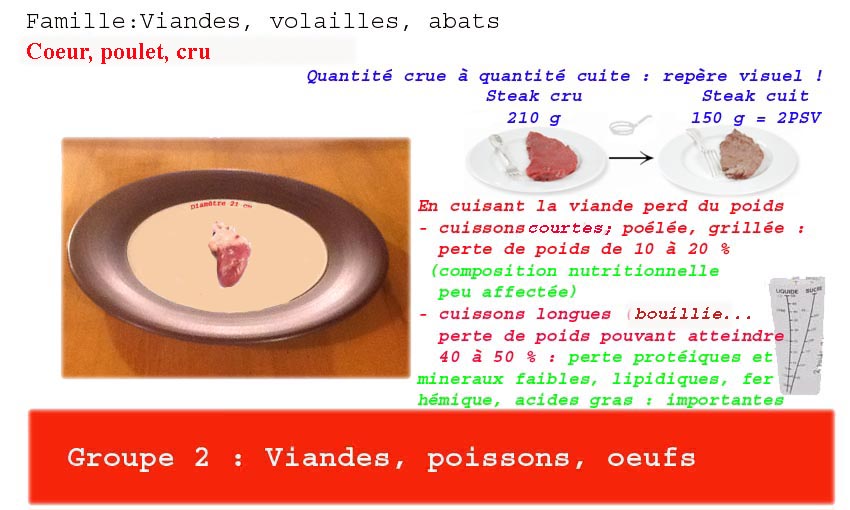 Famille:Viandes, volailles, abats
Coeur, poulet, cru
Quantité crue à quantité cuite : repère visuel !
Steak cru
210 g
Steak cuit
150 g = 2PSV
Diamètre 21 cm
En cuisant la viande perd du poids
- cuissons courtes; poélée, grillée :
perte de poids de 10 à 20 %
(composition nutritionnelle
peu affectée)
- cuissons longues (bouillie...
perte de poids pouvant atteindre
40 à 50 % : perte protéiques et
mineraux faibles, lipidiques, fer
hémique, acides gras : importantes
LIQUIDE SUCRE
Groupe 2 : Viandes, poissons, oeufs